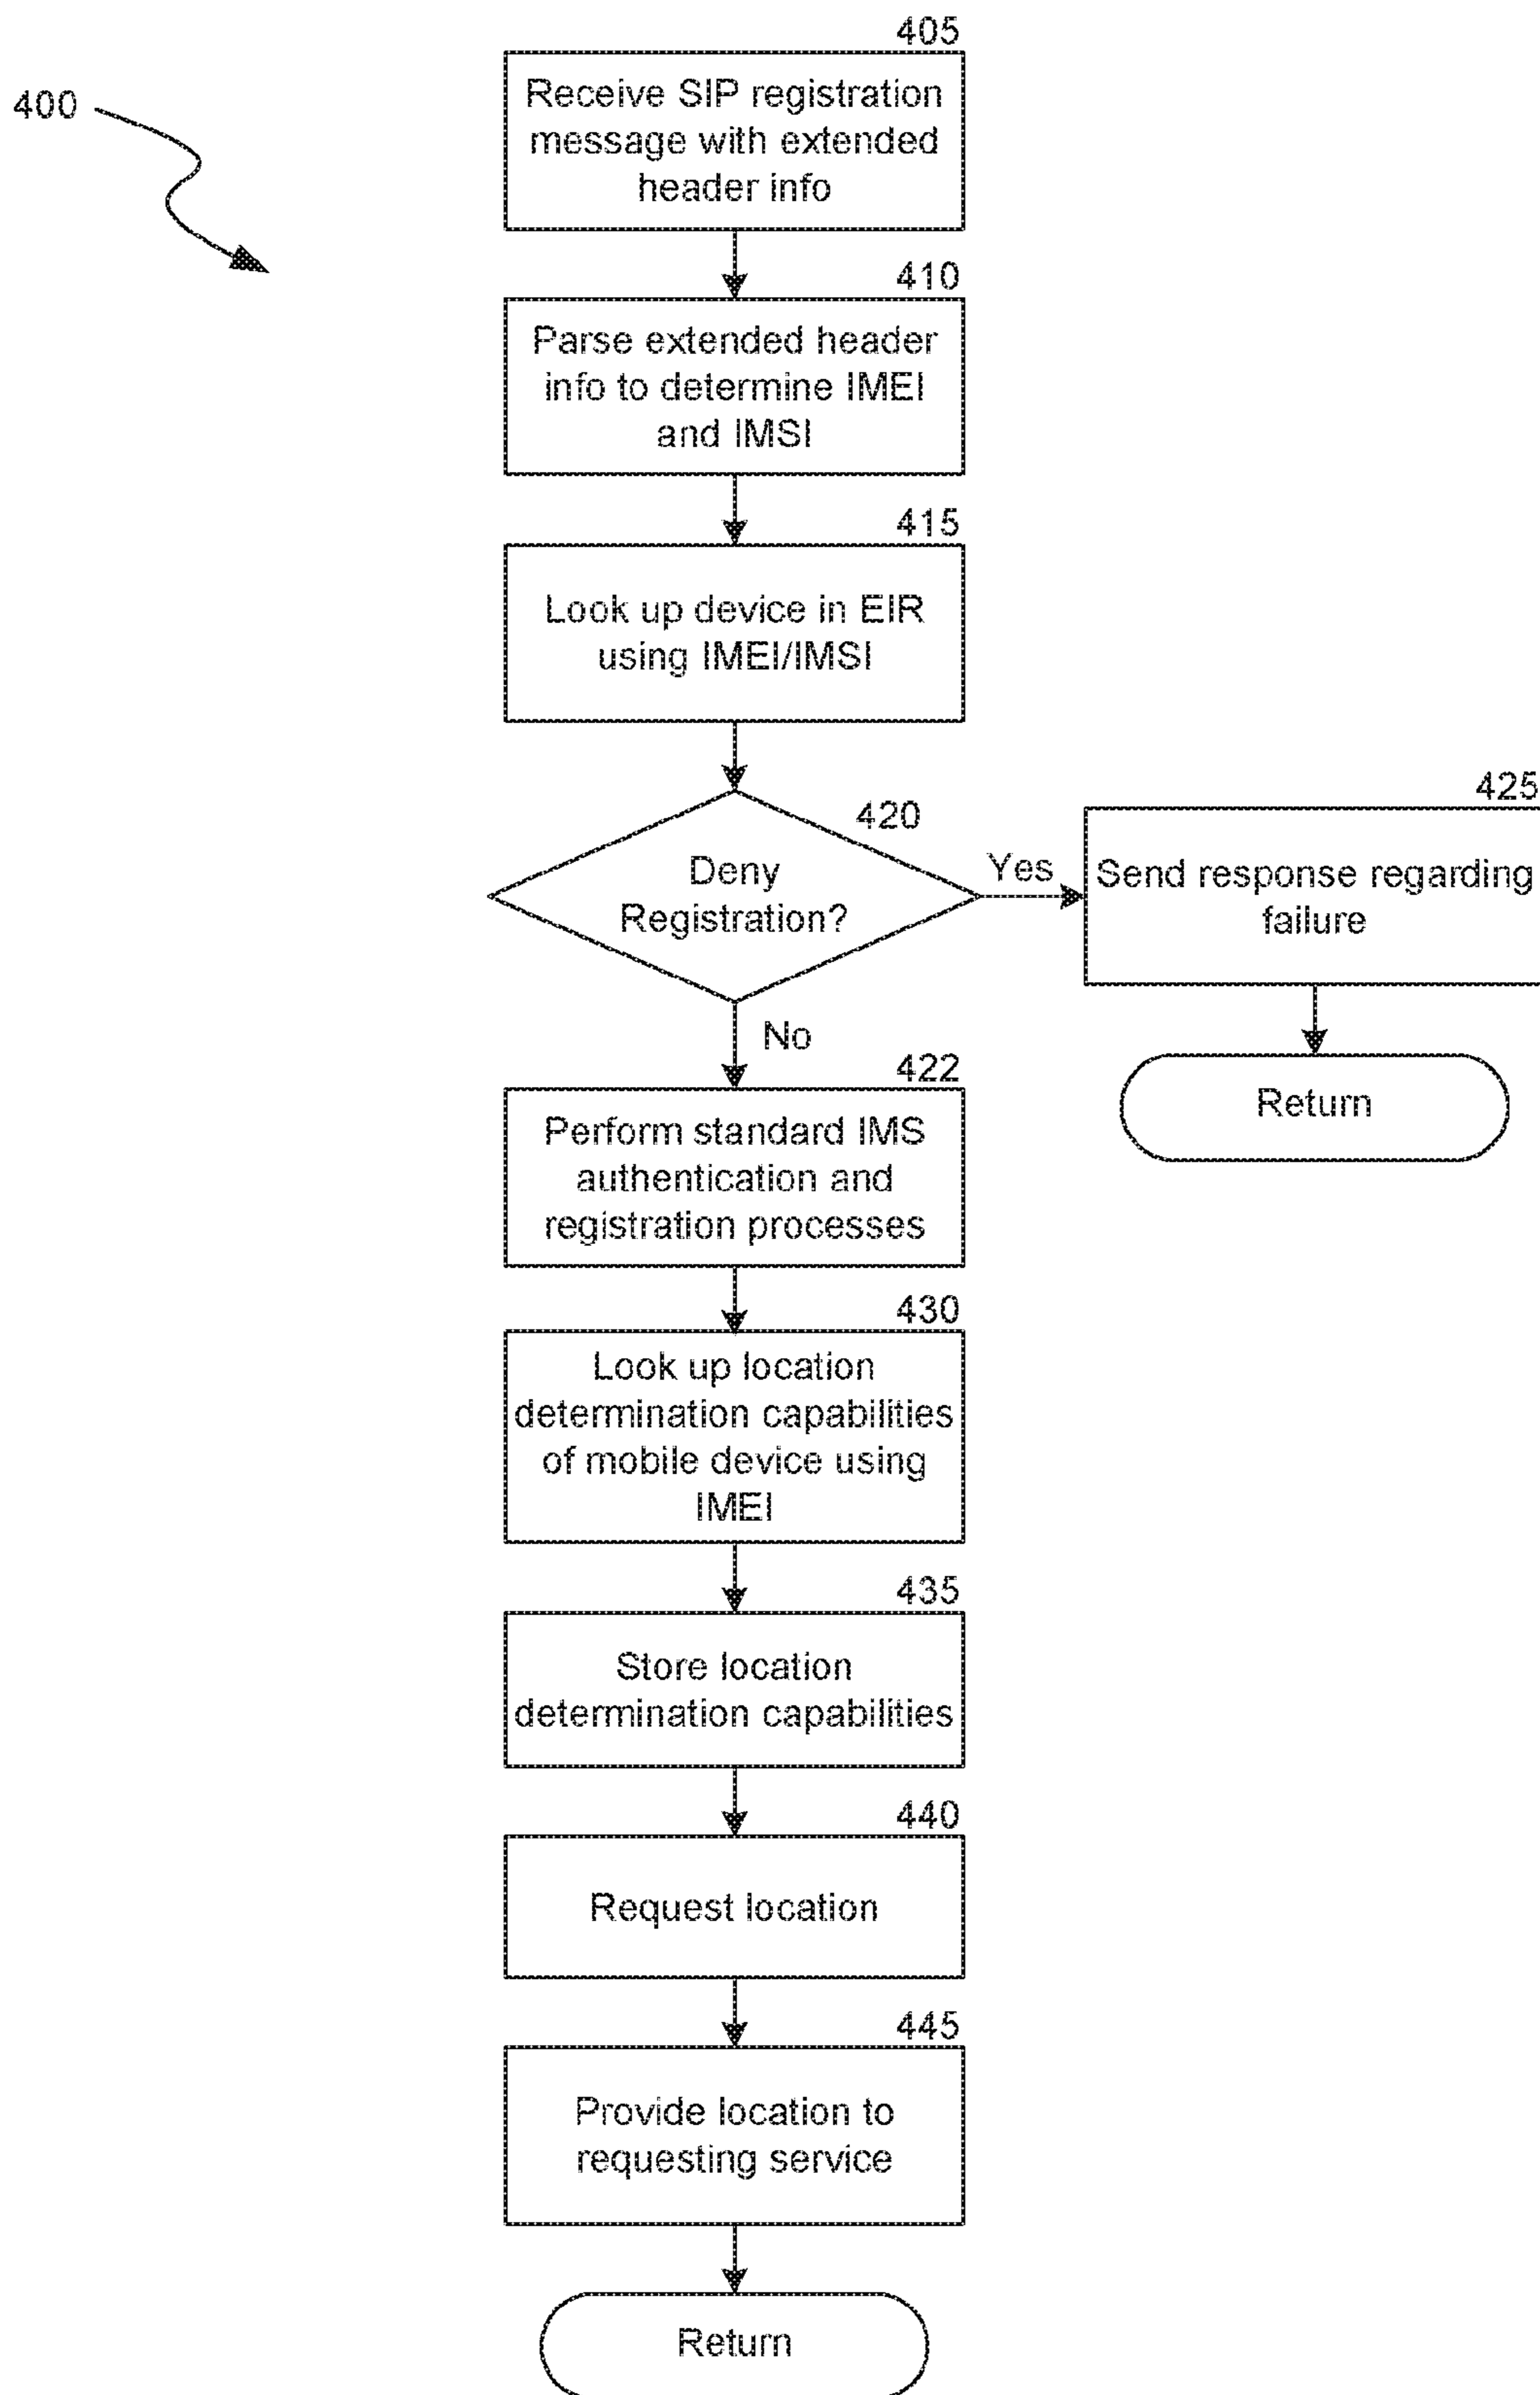 405
Receive SIP registration
message with extended
header info
400
410
Parse extended header
info to determine IMEI
and IMSI
415
Look up device in EIR
using IMEI/IMSI
420
Deny
Registration?
Yes
425
Send response regarding
failure
Return
No
422
Perform standard IMS
authentication and
registration processes
430
Look up location
determination capabilities
of mobile device using
IMEI
435
Store location
determination capabilities
440
Request location
445
Provide location to
requesting service
Return